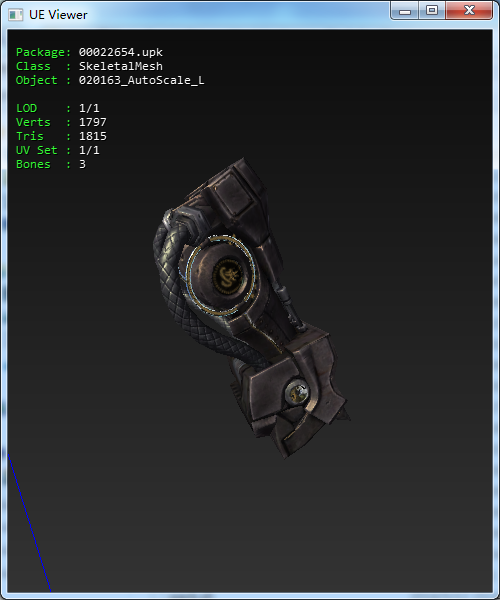 UE Viewer
Package: 00022654.upk
Class : SkeletalMesh
Object : 020163_AutoScale_L
LOD : 1/1
Verts : 1797
Tris : 1815
UV Set : 1/1
Bones : 3